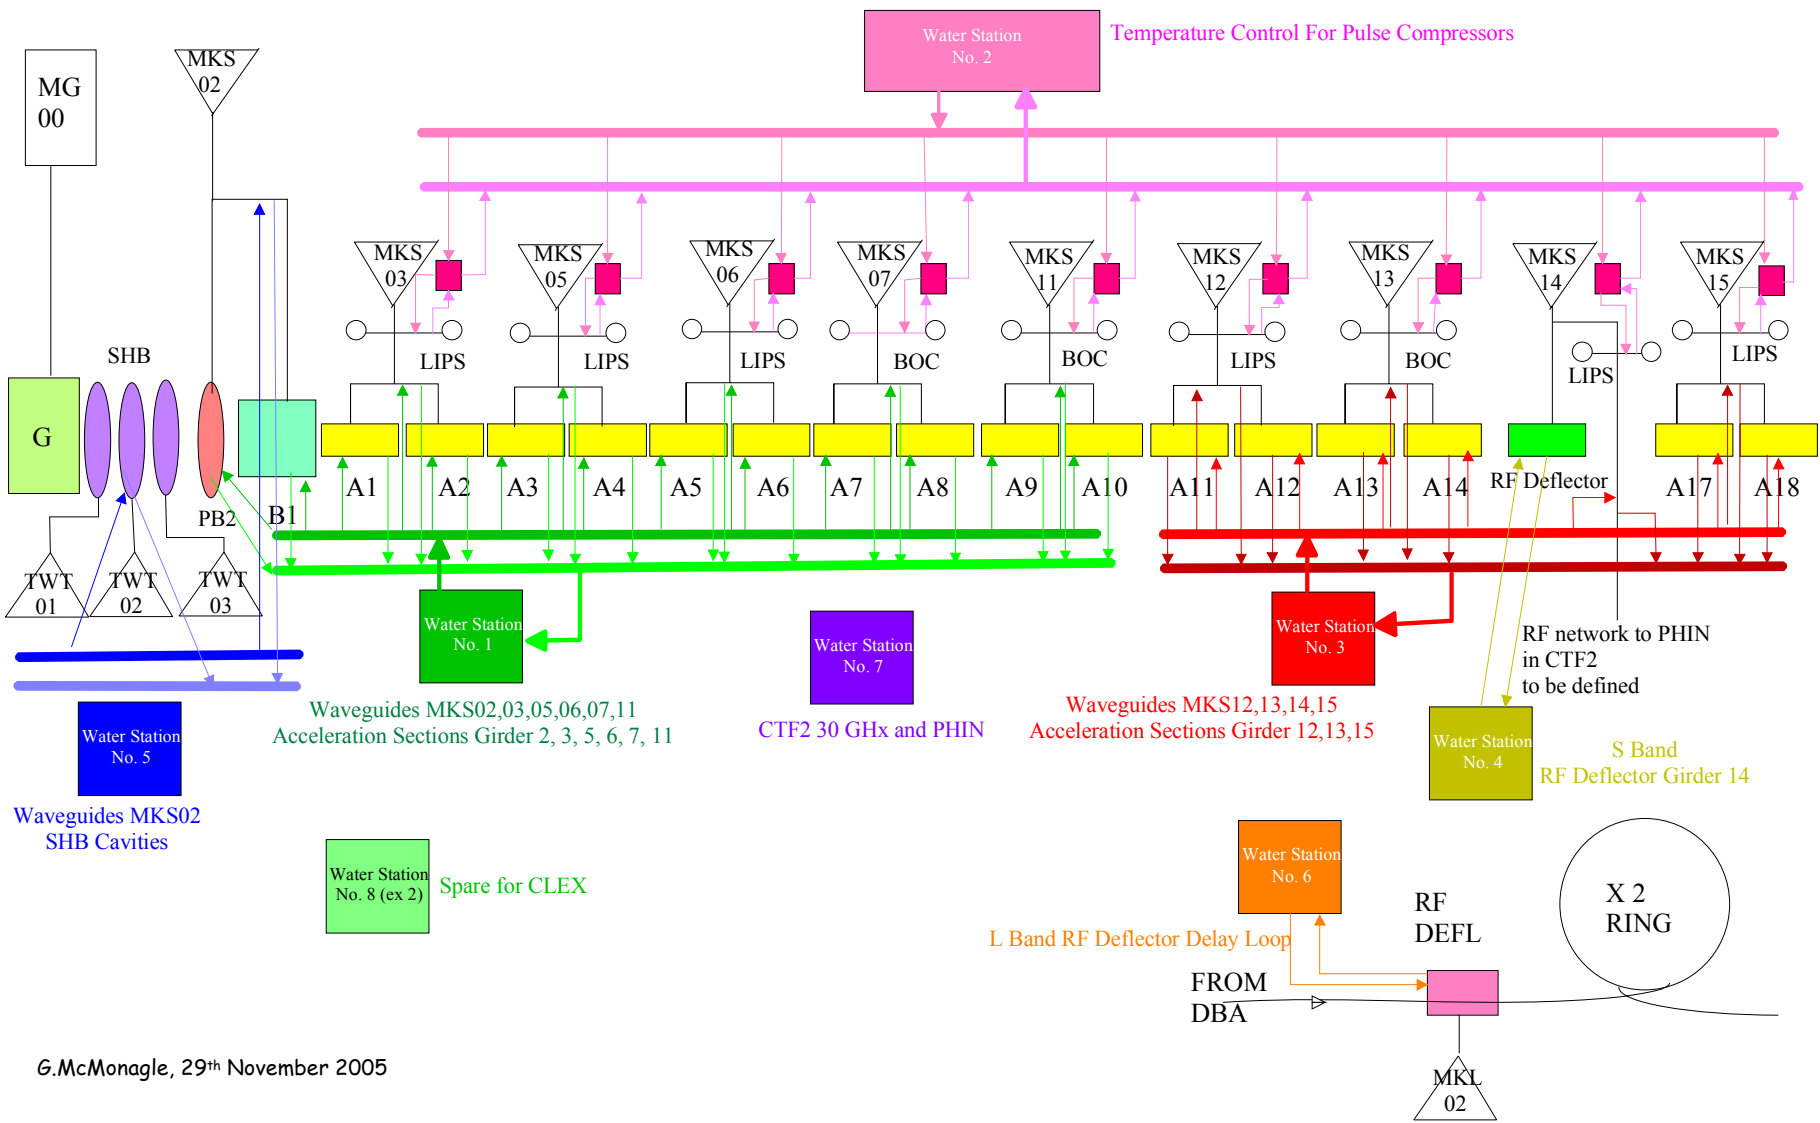 Water Station
No. 2
Temperature Control For Pulse Compressors
MG
00
MKS
02
MKS
03
MKS
05
MKS
06
MKS
07
MKS
11
MKS
12
MKS
13
MKS
14
MKS
15
SHB
LIPS
LIPS
LIPS
BOC
BOC
LIPS
BOC
LIPS
LIPS
G
PB2
B1
A1
A2
A3
A4
A5
A6
A7
A8
A9
A10
A11
A12
A13
A14
RF Deflector
A17
A18
TWT
01
TWT
02
TWT
03
Water Station
No. 1
Water Station
No. 7
Water Station
No. 3
RF network to PHIN
in CTF2
to be defined
Waveguides MKS02,03,05,06,07,11
Acceleration Sections Girder 2, 3, 5, 6, 7, 11
CTF2 30 GHx and PHIN
Waveguides MKS12,13,14,15
Acceleration Sections Girder 12,13,15
Water Station
No. 5
Water Station
No. 4
S Band
RF Deflector Girder 14
Waveguides MKS02
SHB Cavities
Water Station
No. 8 (ex 2)
Spare for CLEX
Water Station
No. 6
L Band RF Deflector Delay Loop
RF
DEFL
X 2
RING
FROM
DBA
MKL
02
G.McMonagle, 29th November 2005